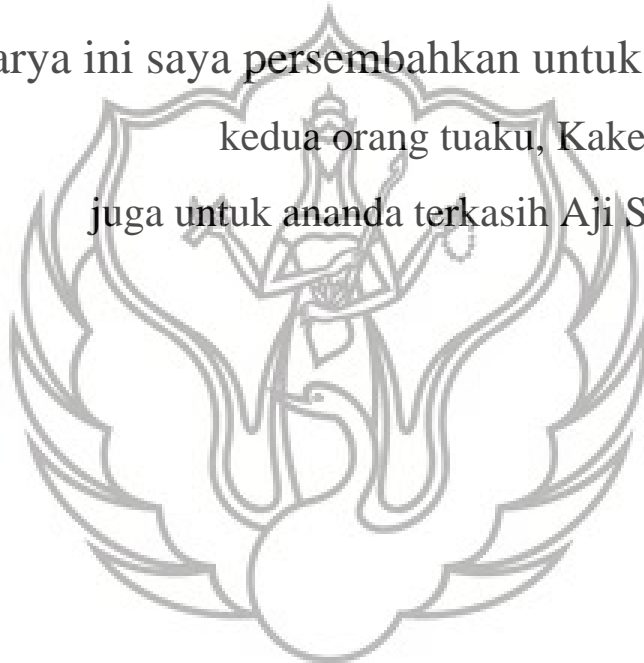 arya ini saya persembahkan untuk
kedua orang tuaku, Kake
juga untuk ananda terkasih Aji S